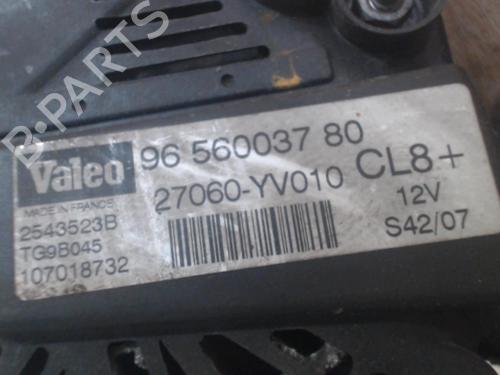 Valeo
MADE IN FRANCE
2543523B
TG9B045
107018732
96 560037 80
27060-YV010
CL8+
12V
S42/07
B-PARTS